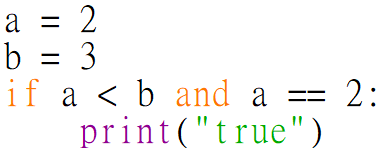 a = 2
b = 3
if a < b and a == 2:
    print("true")